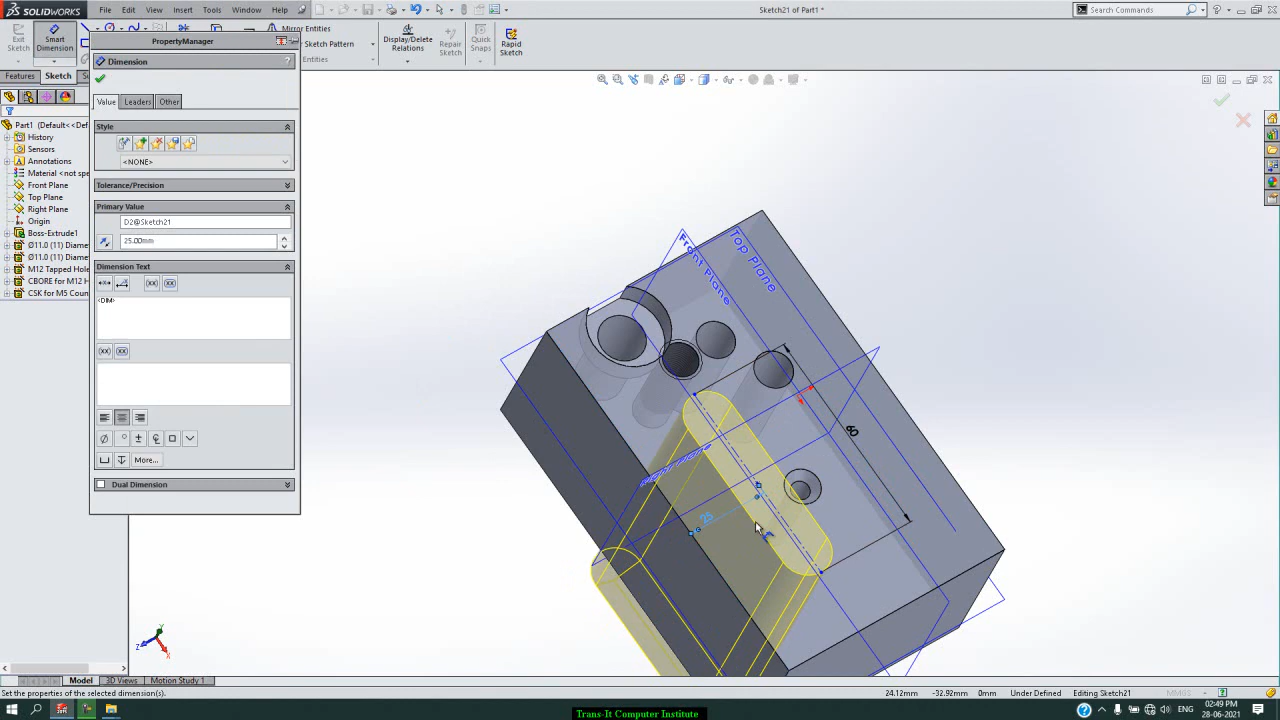 SOLIDWORKS
File
Edit
View
Insert
Tools
Window
Help
Sketch21 of Part1 *
Search Commands
Exit
Sketch
Smart
Dimension
Mirror Entities
Sketch Pattern
Entities
Display/Delete
Relations
Repair
Sketch
Quick
Snaps
Rapid
Sketch
Features
Sketch
PropertyManager
Dimension
?
Value
Leaders
Other
Style
<NONE>
Tolerance/Precision
Primary Value
D2@Sketch21
25.00mm
Dimension Text
<DIM>
(xx)
More...
Dual Dimension
Part1 (Default<<Def
History
Sensors
Annotations
Material <not spe
Front Plane
Top Plane
Right Plane
Origin
Boss-Extrude1
Ø11.0 (11) Diame
Ø11.0 (11) Diame
M12 Tapped Hole
CBORE for M12 H
CSK for M5 Coun
Front Plane
Top Plane
60
25
Y
Z
X
Model
3D Views
Motion Study 1
Set the properties of the selected dimension(s).
24.12mm
-32.92mm
0mm
Under Defined
Editing Sketch21
MMGS
02:49 PM
28-06-2021
Trans-It Computer Institute